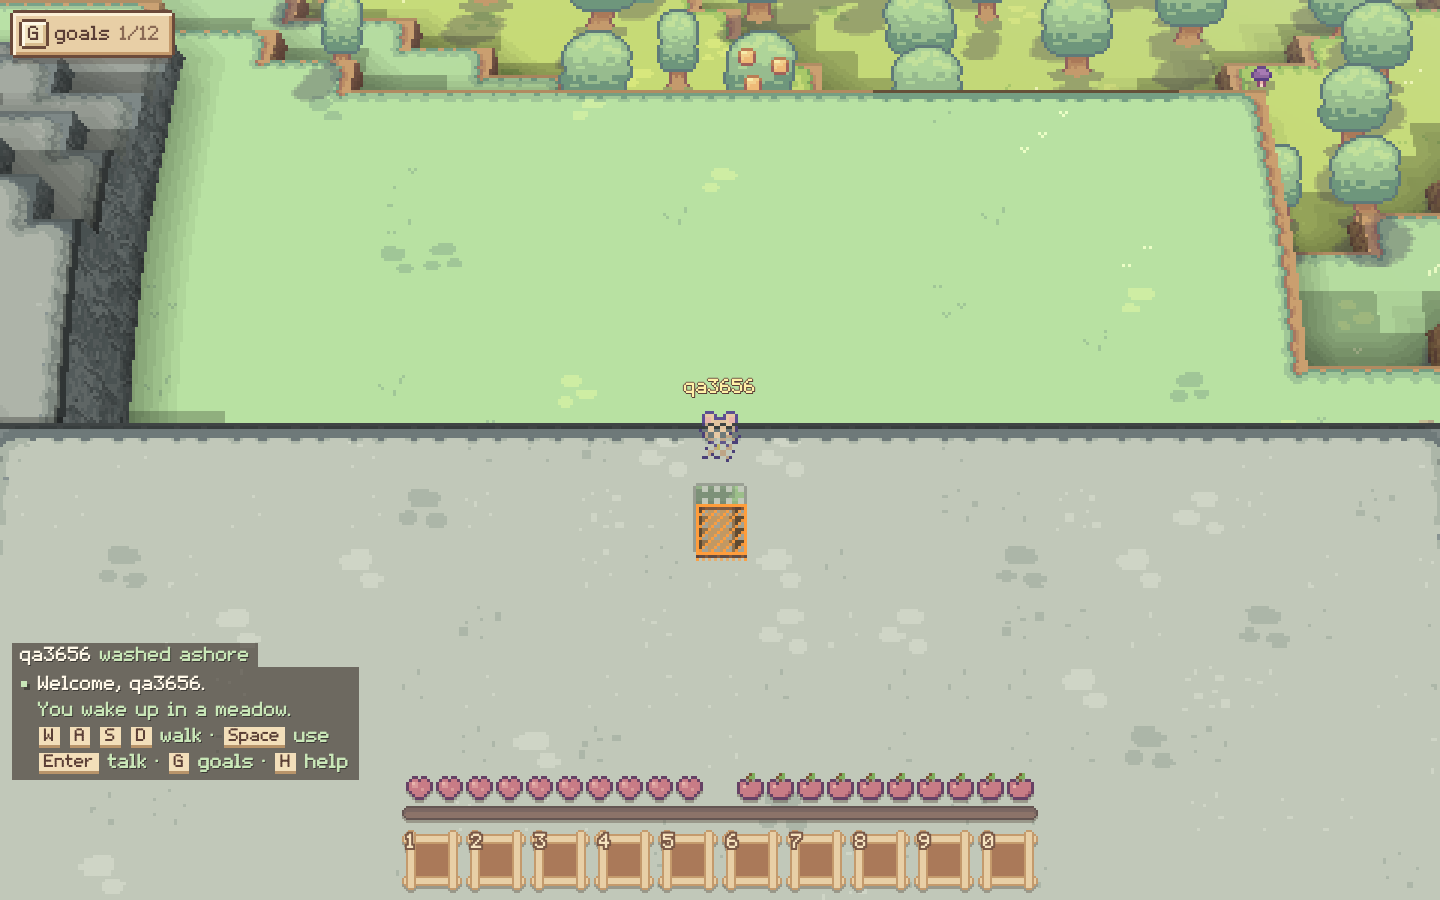 G goals 1/12
qa3656
qa3656 washed ashore
Welcome, qa3656.
You wake up in a meadow.
W A S D walk · Space use
Enter talk · G goals · H help
1 2 3 4 5 6 7 8 9 0